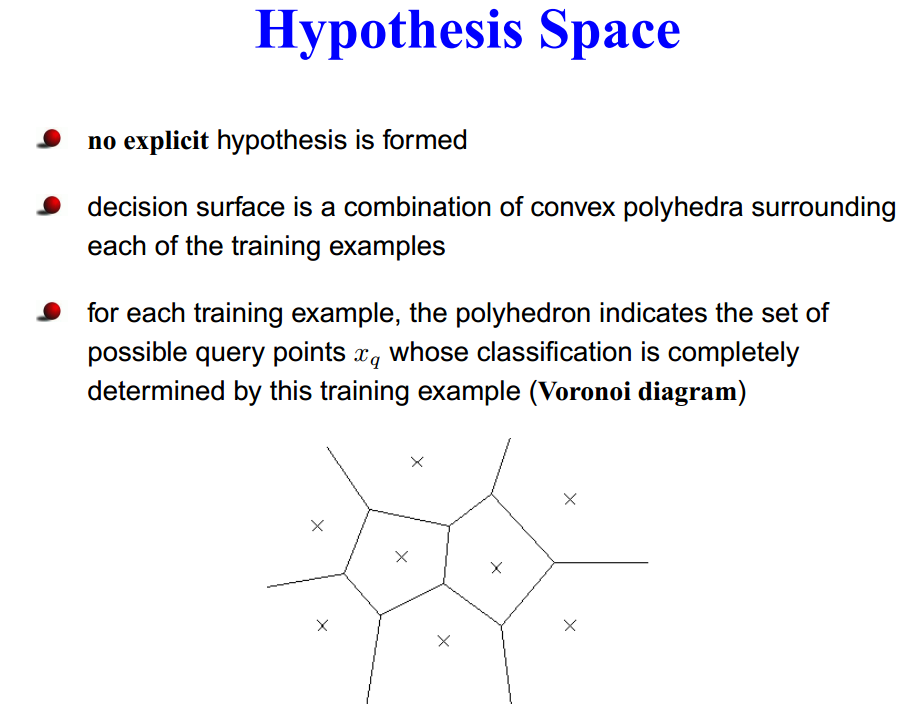 Hypothesis Space
no explicit hypothesis is formed
decision surface is a combination of convex polyhedra surrounding
each of the training examples
for each training example, the polyhedron indicates the set of
possible query points x_q whose classification is completely
determined by this training example (Voronoi diagram)